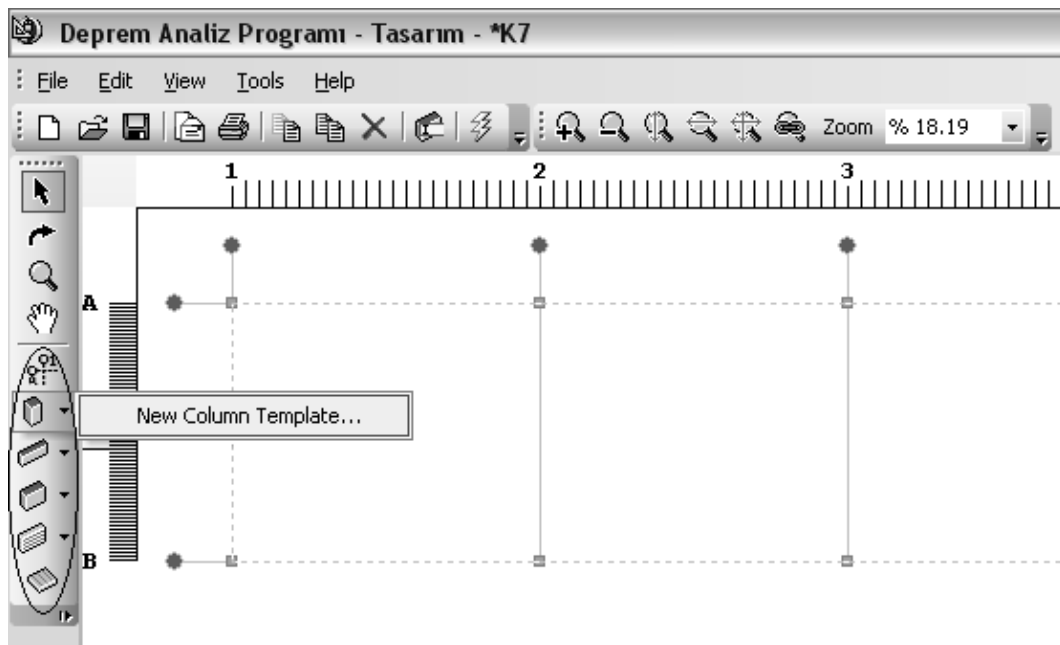 Deprem Analiz Programı - Tasarım - *K7
File Edit View Tools Help
Zoom % 18.19
1 2 3
A
New Column Template...
B